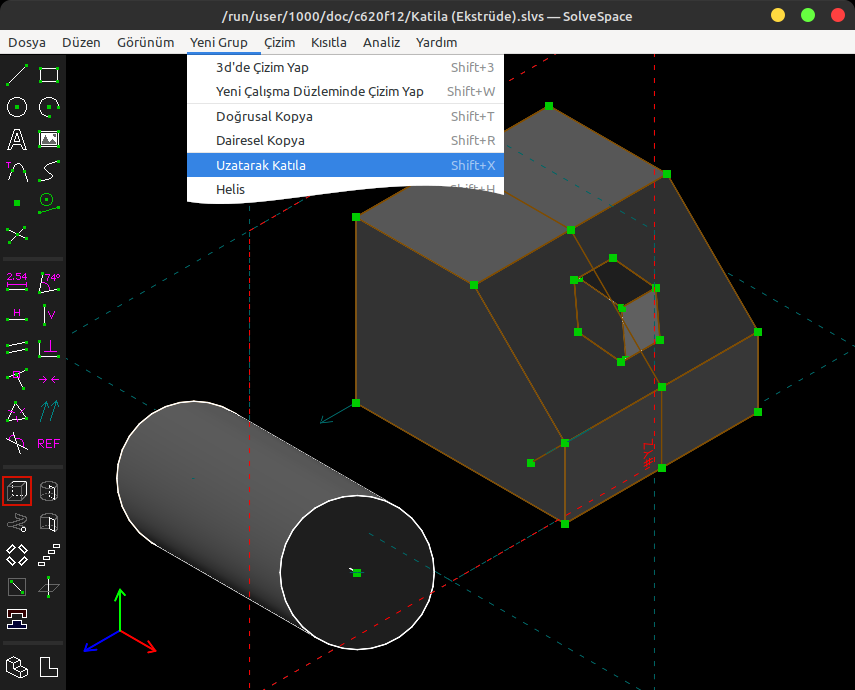 /run/user/1000/doc/c620f12/Katila (Ekstrüde).slvs — SolveSpace
Dosya Düzen Görünüm Yeni Grup Çizim Kısıtla Analiz Yardım
3d'de Çizim Yap Shift+3
Yeni Çalışma Düzleminde Çizim Yap Shift+W
Doğrusal Kopya Shift+T
Dairesel Kopya Shift+R
Uzatarak Katıla Shift+X
Helis Shift+H
A
T
2.54 74°
H V
REF
#XY